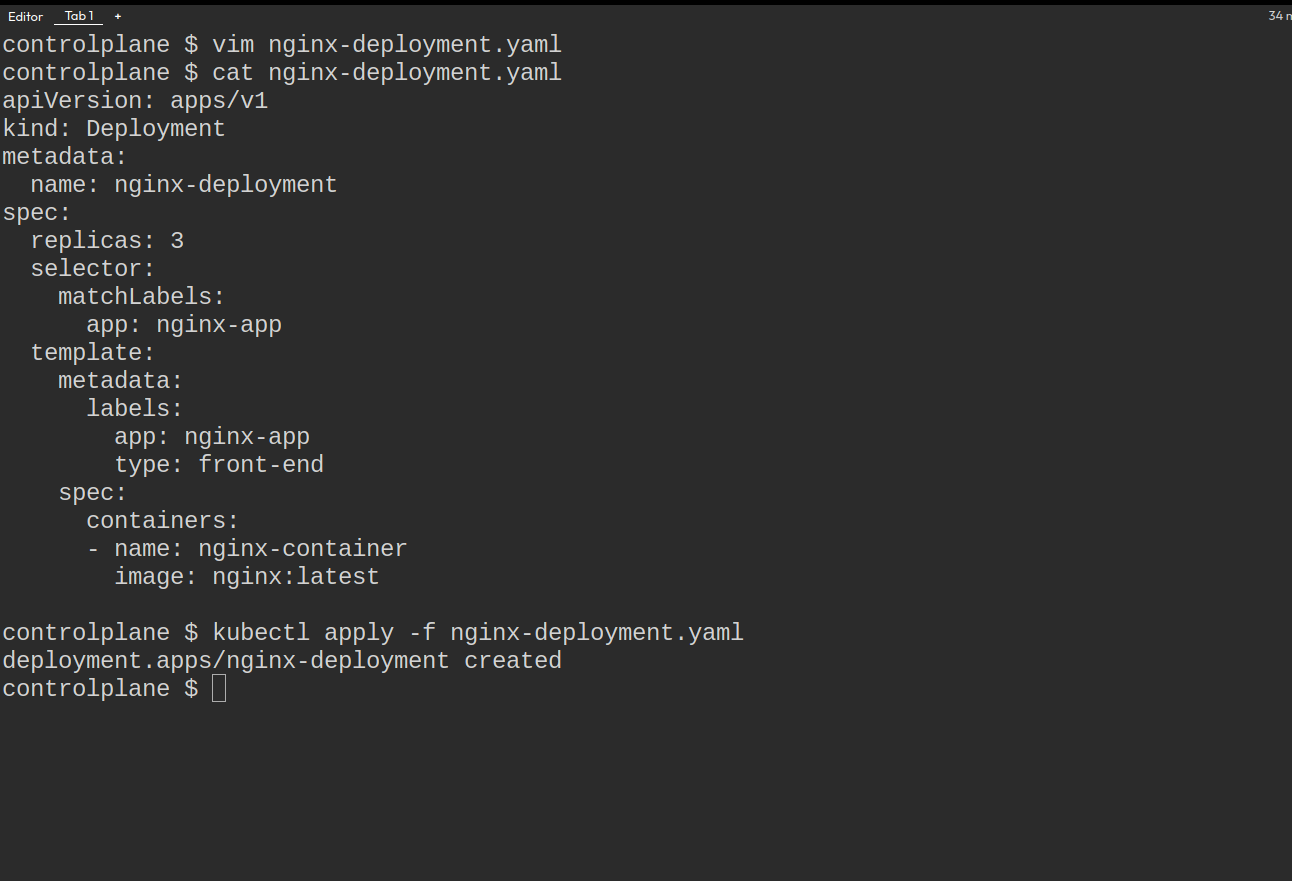 Editor Tab 1 + 34 m
controlplane $ vim nginx-deployment.yaml
controlplane $ cat nginx-deployment.yaml
apiVersion: apps/v1
kind: Deployment
metadata:
  name: nginx-deployment
spec:
  replicas: 3
  selector:
    matchLabels:
      app: nginx-app
  template:
    metadata:
      labels:
        app: nginx-app
        type: front-end
    spec:
      containers:
      - name: nginx-container
        image: nginx:latest

controlplane $ kubectl apply -f nginx-deployment.yaml
deployment.apps/nginx-deployment created
controlplane $